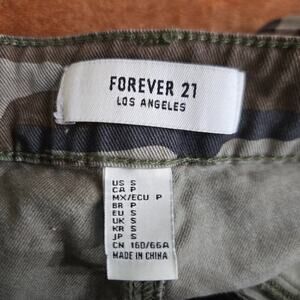 FOREVER 21
LOS ANGELES
US S
CA P
MX/ECU P
BR P
EU S
UK S
KR S
JP S
CN 160/66A
MADE IN CHINA